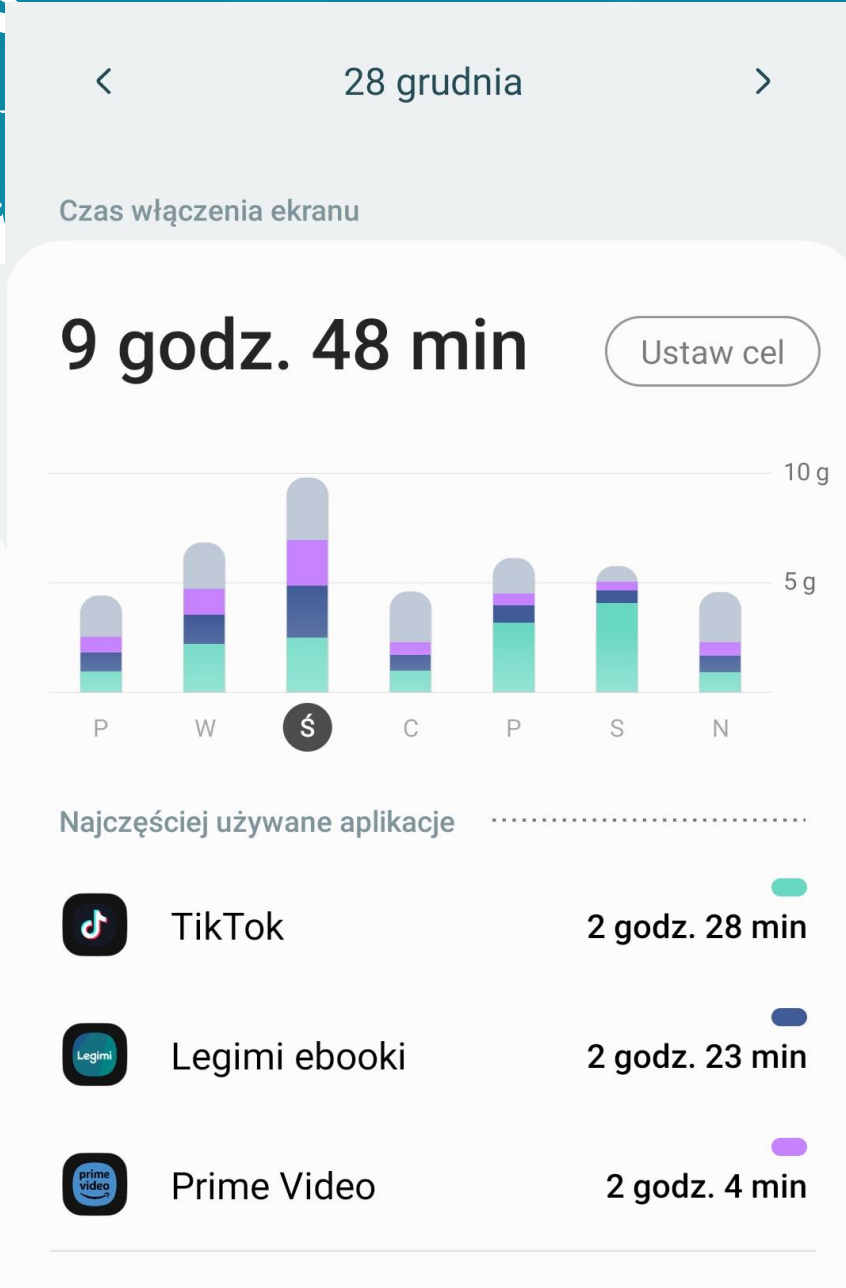 28 grudnia
Czas włączenia ekranu
9 godz. 48 min
Ustaw cel
10 g
5 g
P W Ś C P S N
Najczęściej używane aplikacje
TikTok
2 godz. 28 min
Legimi
Legimi ebooki
2 godz. 23 min
prime
video
Prime Video
2 godz. 4 min